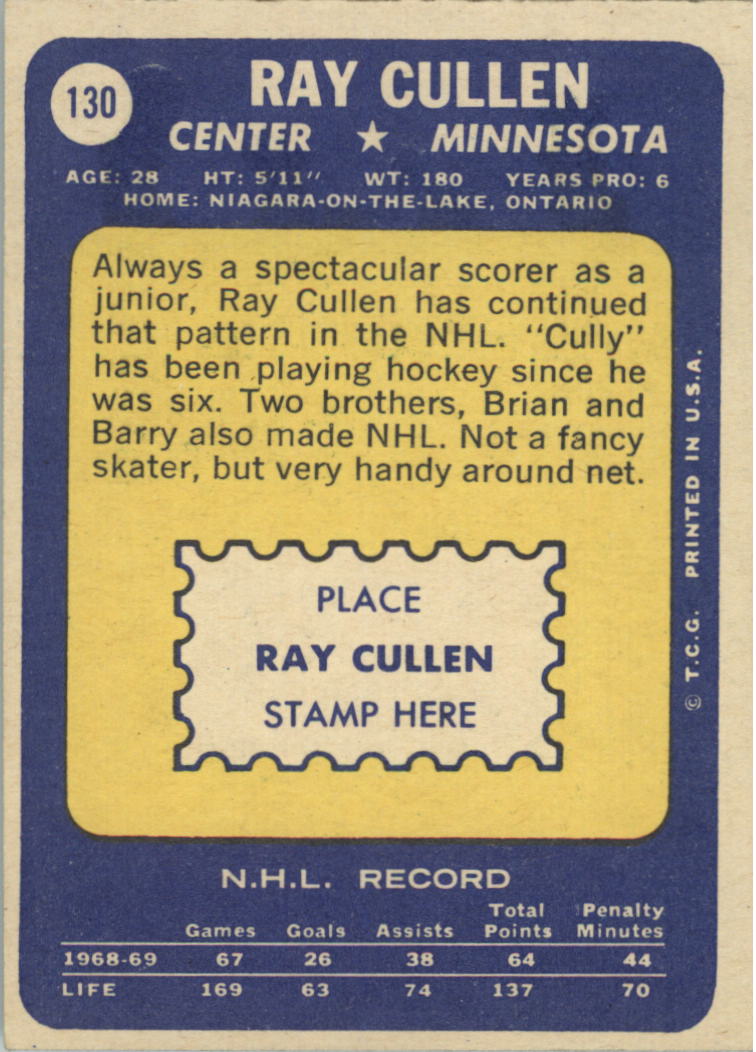 130
RAY CULLEN
CENTER ★ MINNESOTA
AGE: 28 HT: 5'11" WT: 180 YEARS PRO: 6
HOME: NIAGARA-ON-THE-LAKE, ONTARIO
Always a spectacular scorer as a
junior, Ray Cullen has continued
that pattern in the NHL. "Cully"
has been playing hockey since he
was six. Two brothers, Brian and
Barry also made NHL. Not a fancy
skater, but very handy around net.
PLACE
RAY CULLEN
STAMP HERE
© T.C.G. PRINTED IN U.S.A.
N.H.L. RECORD
Games Goals Assists Total Points Penalty Minutes
1968-69 67 26 38 64 44
LIFE 169 63 74 137 70